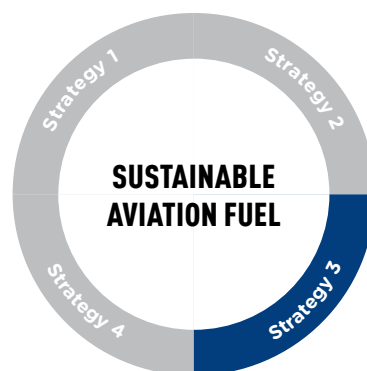 Strategy 1
Strategy 2
SUSTAINABLE
AVIATION FUEL
Strategy 3
Strategy 4